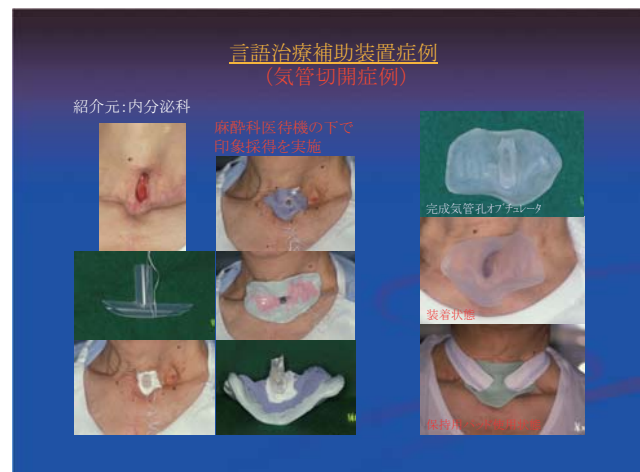 言語治療補助装置症例
（気管切開症例）
紹介元：内分泌科
麻酔科医待機の下で
印象採得を実施
完成気管孔オブチュレータ
装着状態